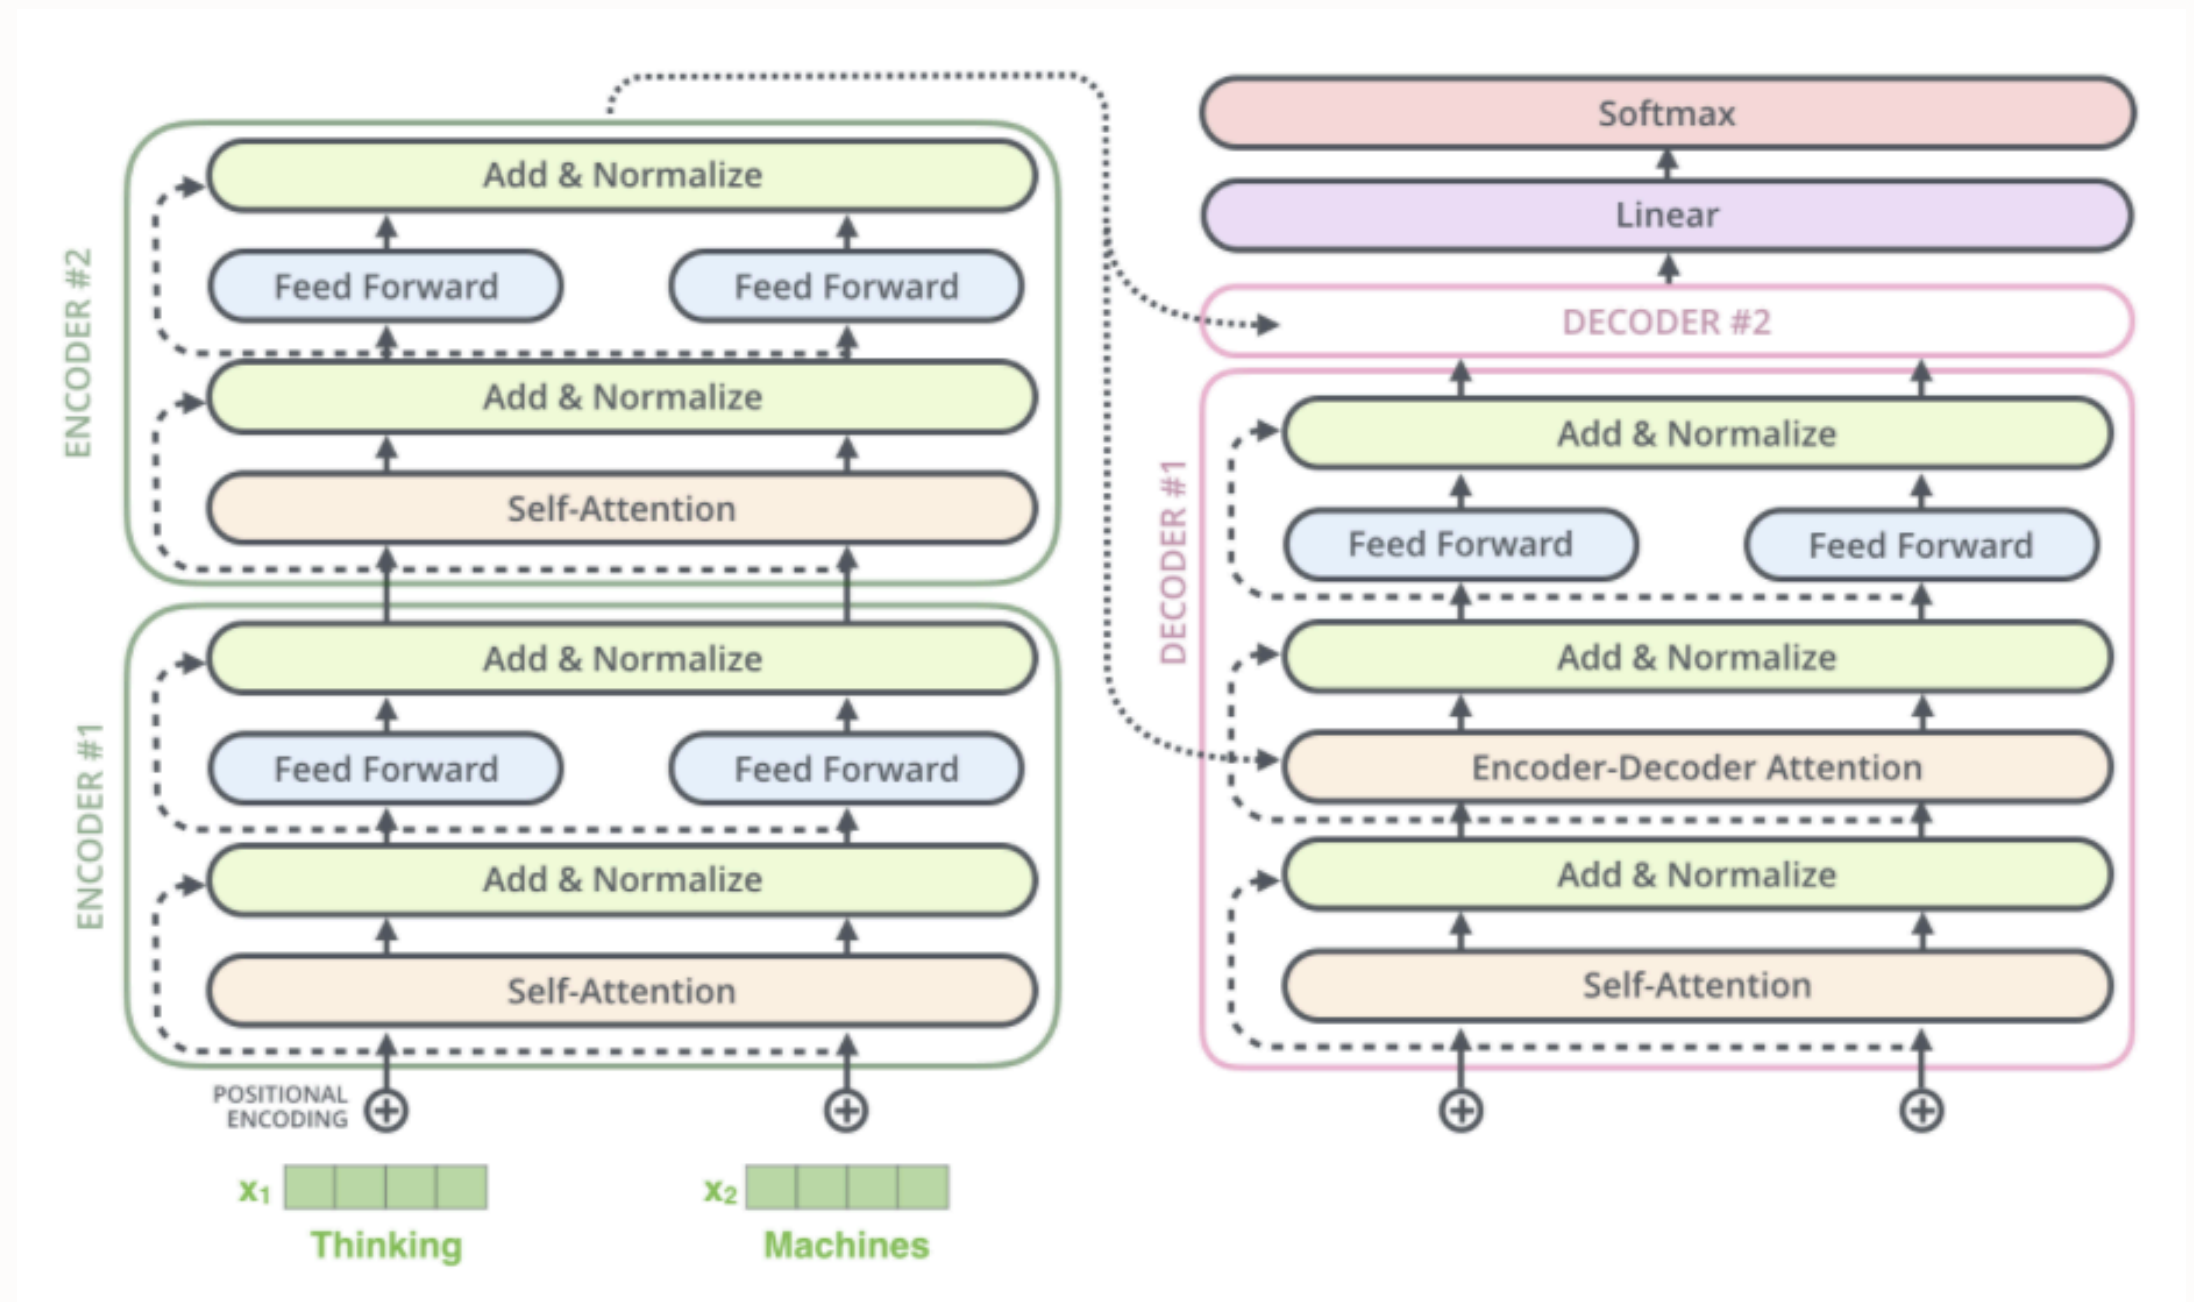 ENCODER #2
Add & Normalize
Feed Forward
Feed Forward
Add & Normalize
Self-Attention
ENCODER #1
Add & Normalize
Feed Forward
Feed Forward
Add & Normalize
Self-Attention
POSITIONAL
ENCODING
x1
x2
Thinking
Machines
Softmax
Linear
DECODER #2
DECODER #1
Add & Normalize
Feed Forward
Feed Forward
Add & Normalize
Encoder-Decoder Attention
Add & Normalize
Self-Attention